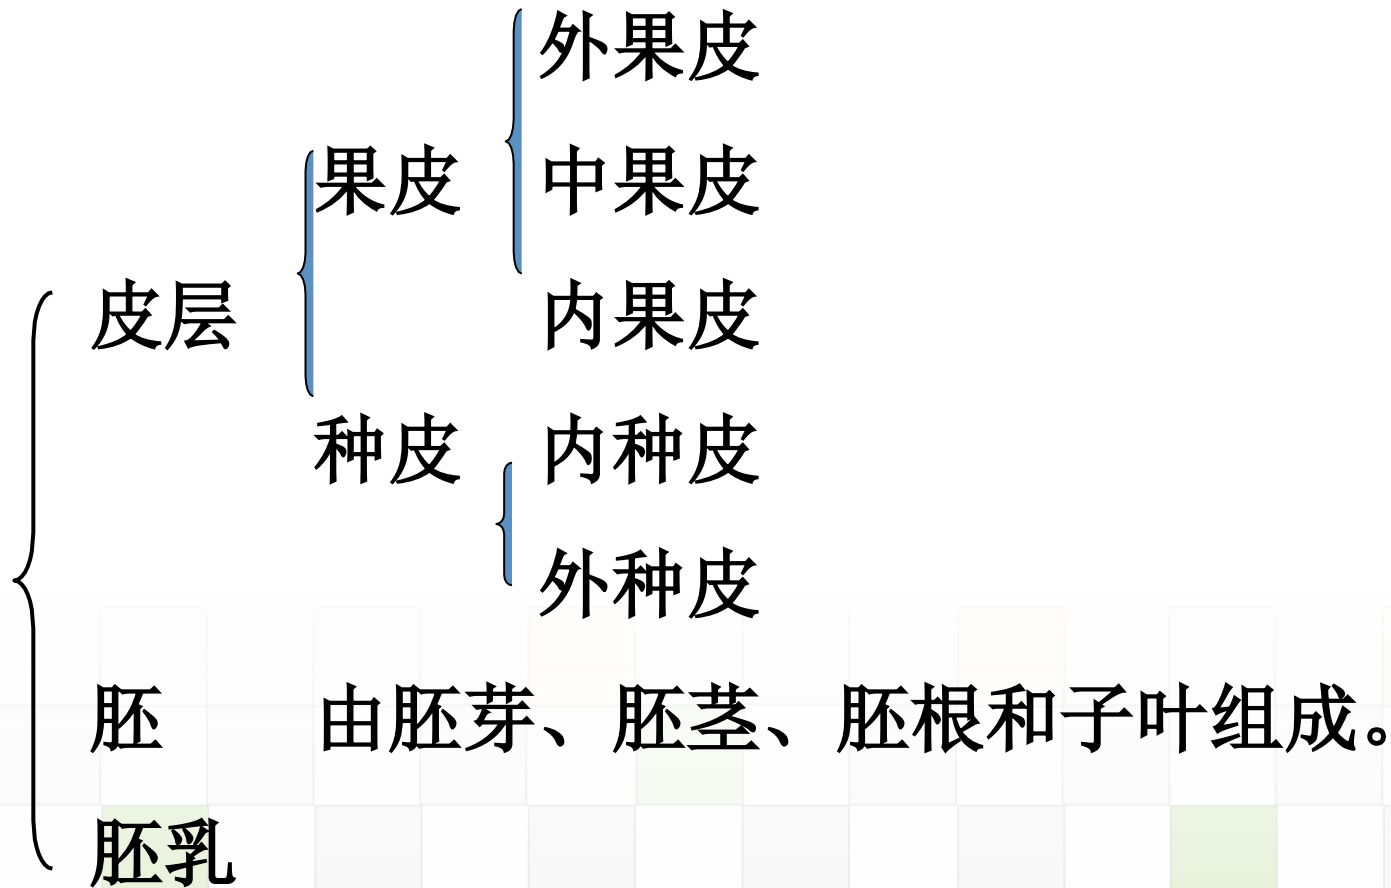 外果皮
果皮 中果皮
皮层 内果皮
种皮 内种皮
外种皮
胚 由胚芽、胚茎、胚根和子叶组成。
胚乳